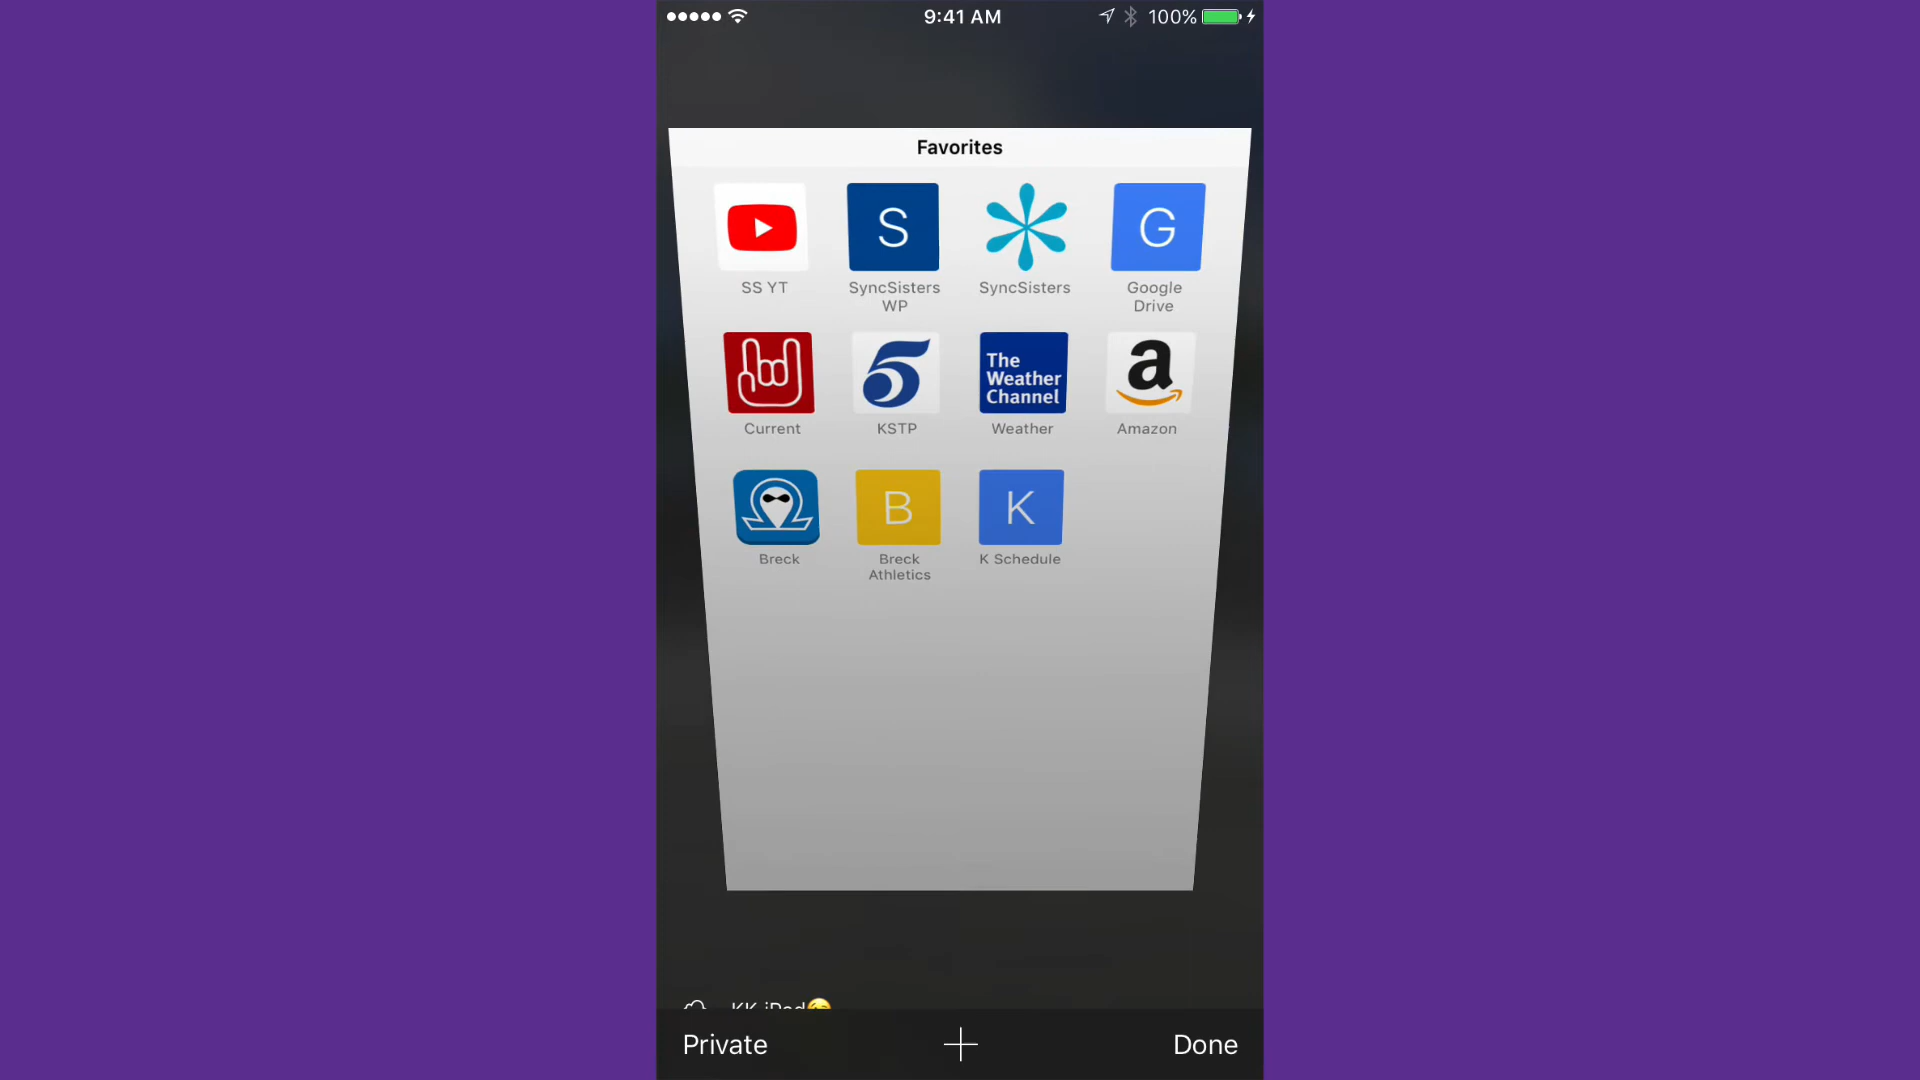 9:41 AM
100%
Favorites
S
G
SS YT
SyncSisters
WP
SyncSisters
Google
Drive
5
The
Weather
Channel
a
Current
KSTP
Weather
Amazon
B
K
Breck
Breck
Athletics
K Schedule
KK iPad😉
Private
Done